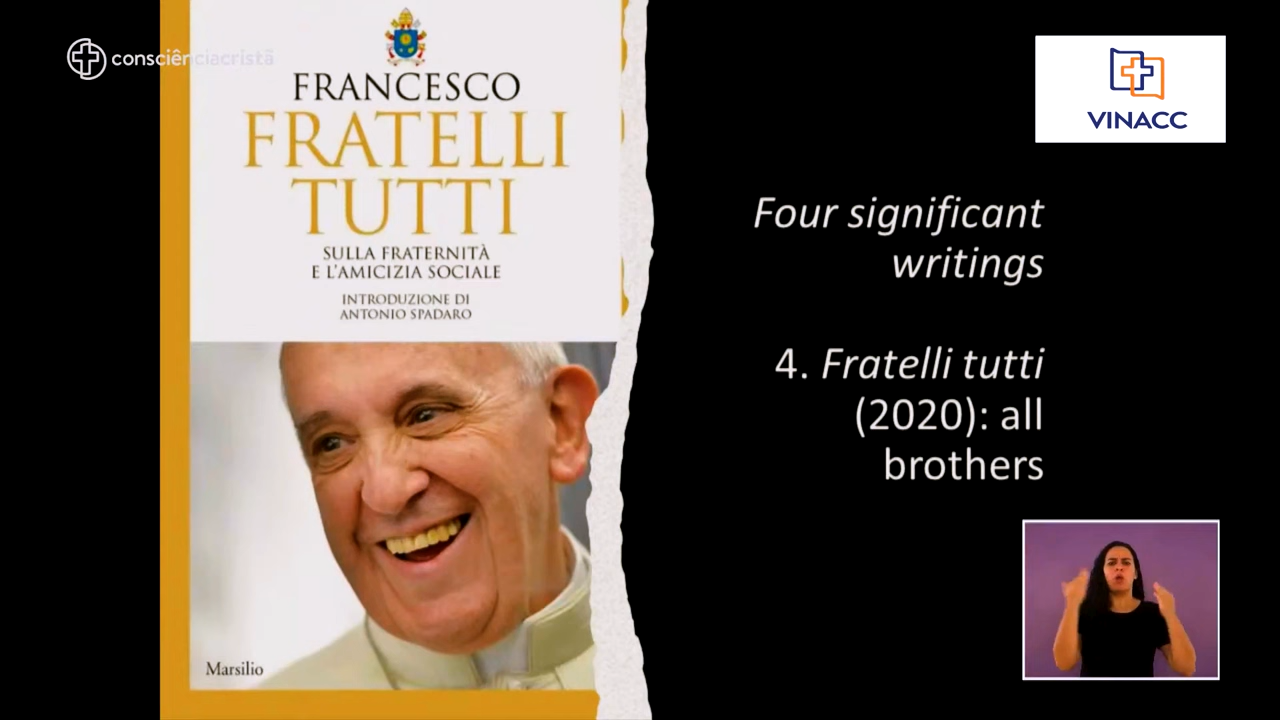 consciênciacristã
FRANCESCO
FRATELLI
TUTTI
SULLA FRATERNITÀ
E L'AMICIZIA SOCIALE
INTRODUZIONE DI
ANTONIO SPADARO
Marsilio
VINACC
Four significant
writings
4. Fratelli tutti
(2020): all
brothers